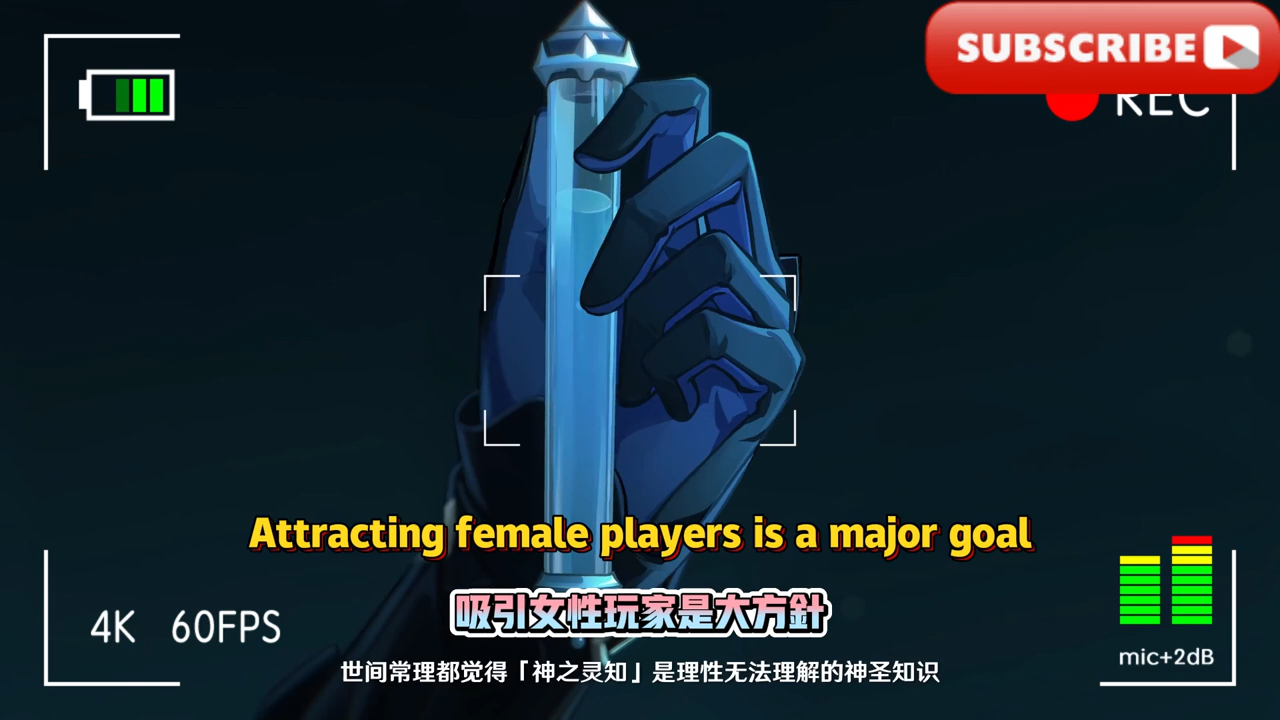 SUBSCRIBE
REC
Attracting female players is a major goal
吸引女性玩家是大方針
4K 60FPS
mic+2dB
世间常理都觉得「神之灵知」是理性无法理解的神圣知识